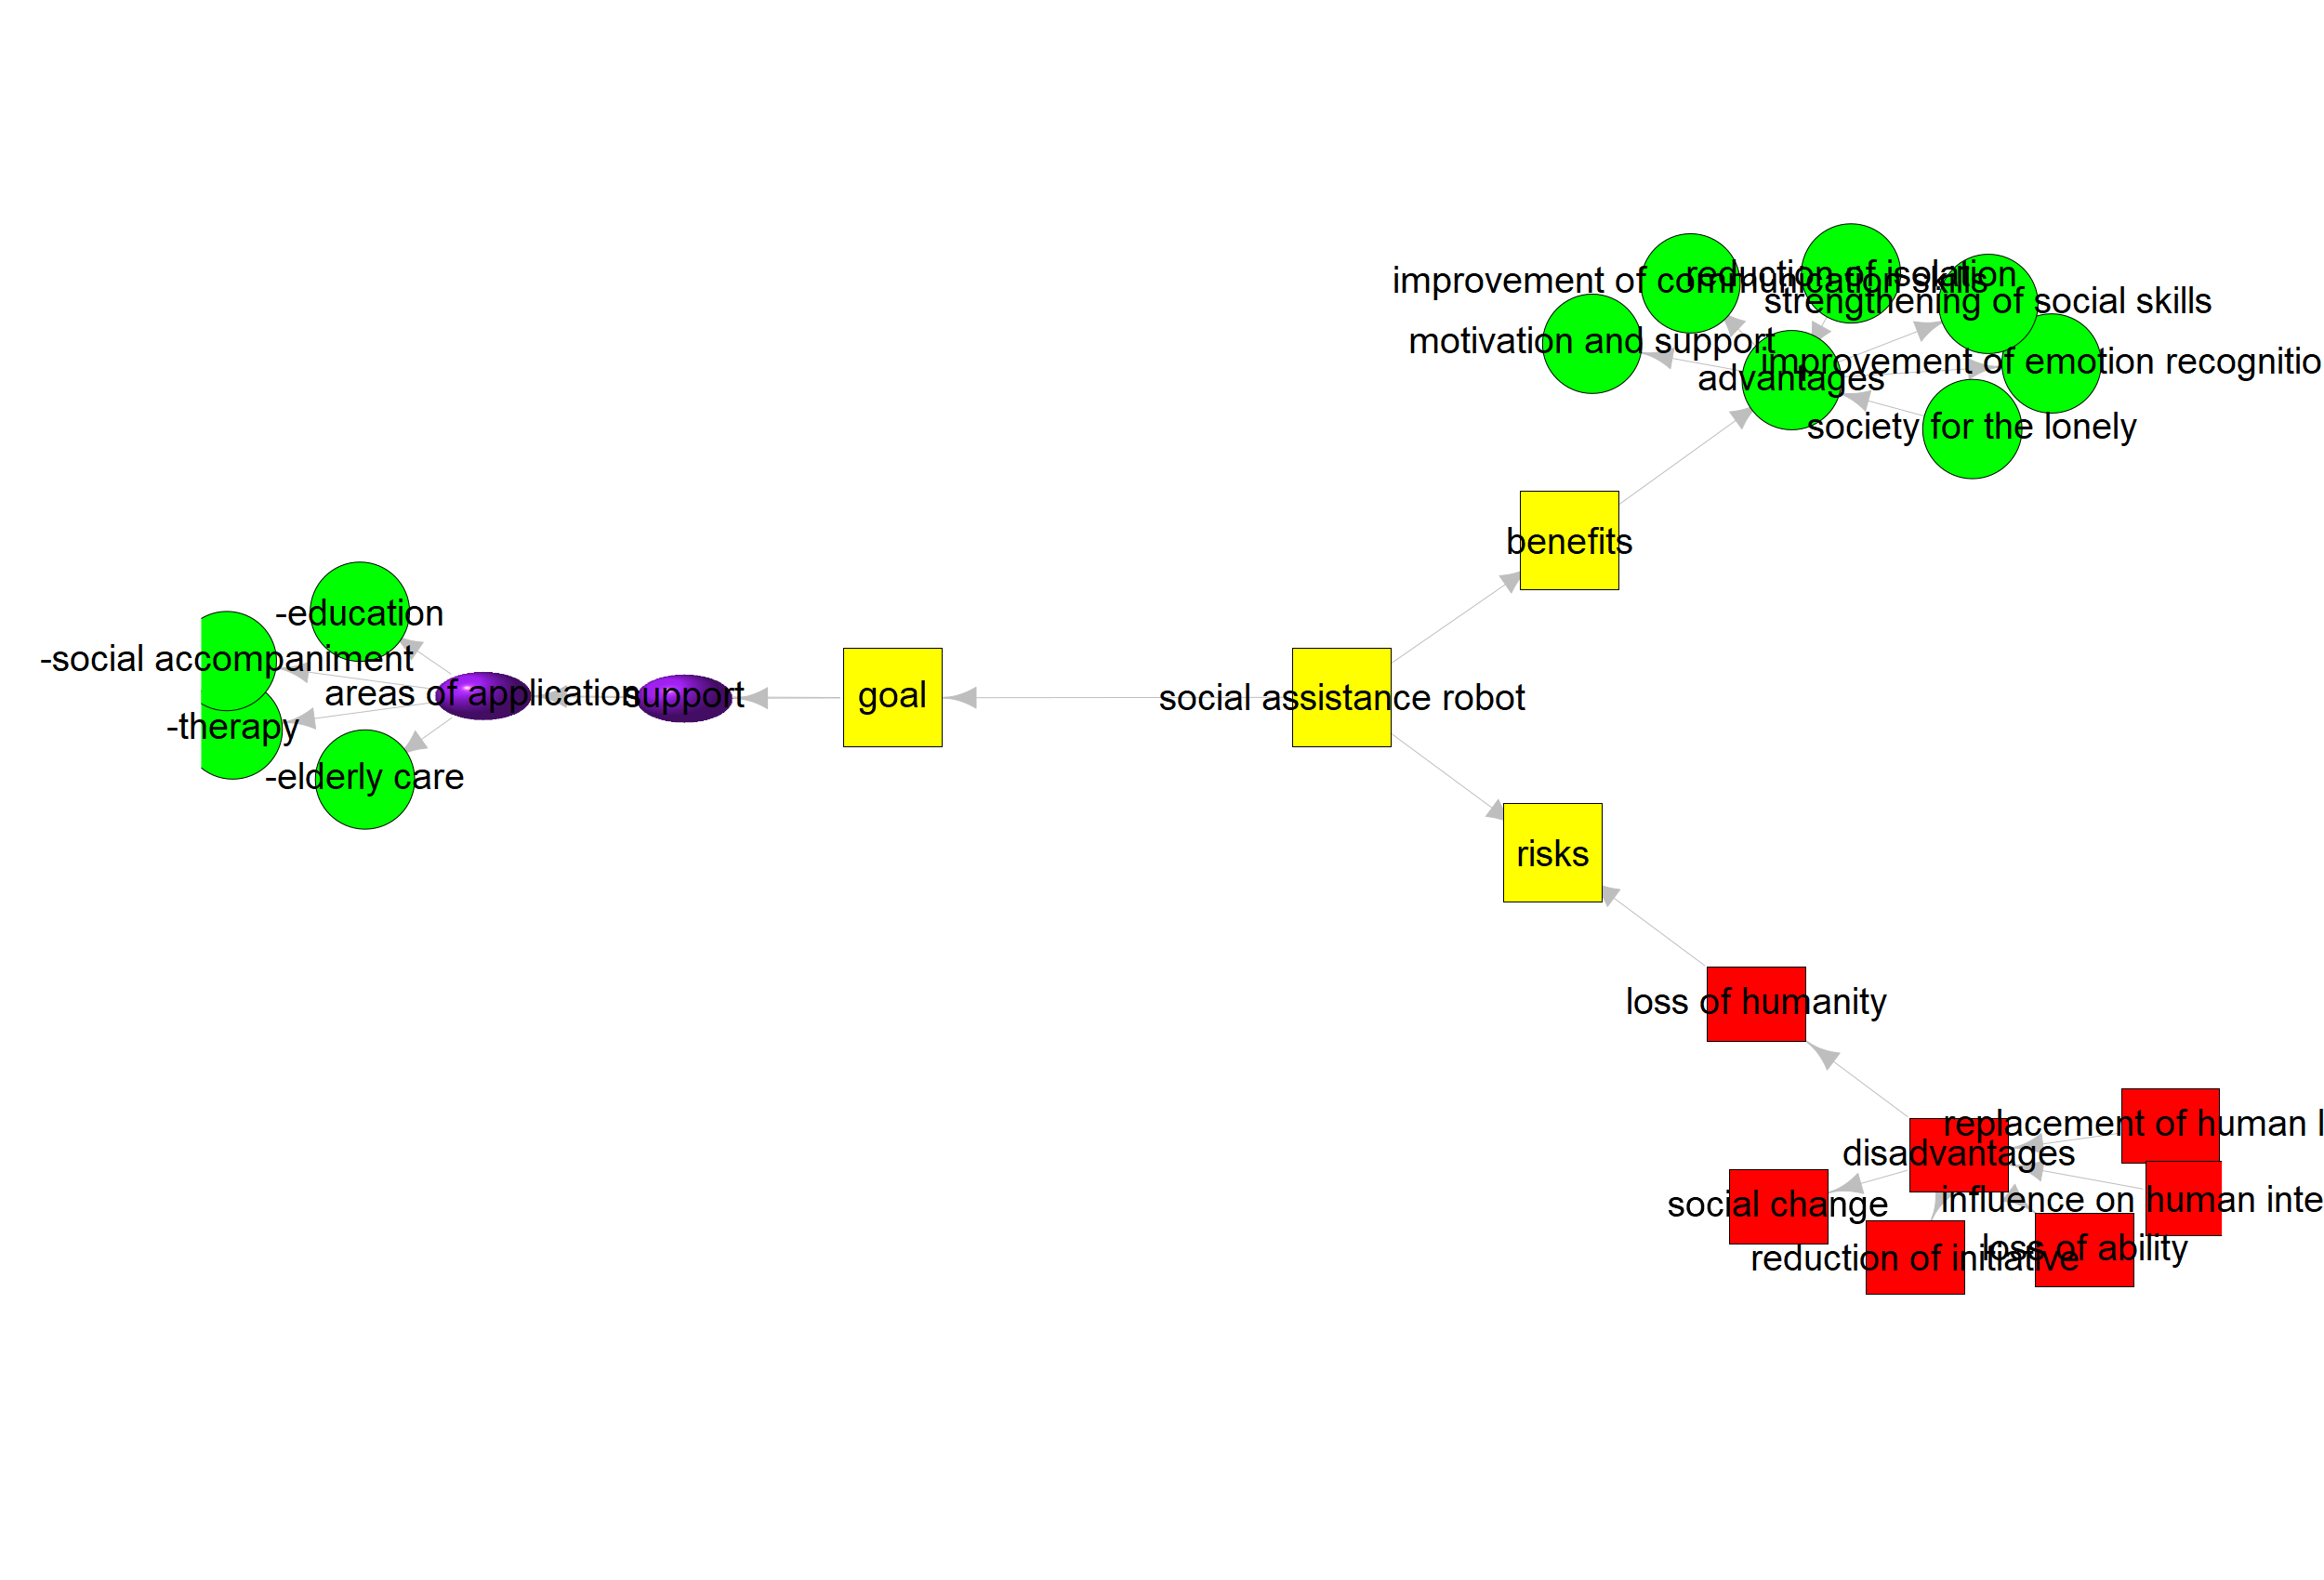 reduction of isolation
improvement of communication skills
strengthening of social skills
motivation and support
improvement of emotion recognitio
advantages
society for the lonely
benefits
-education
-social accompaniment
areas of application
support
goal
social assistance robot
-therapy
-elderly care
risks
loss of humanity
replacement of human l
disadvantages
influence on human inte
social change
loss of ability
reduction of initiative